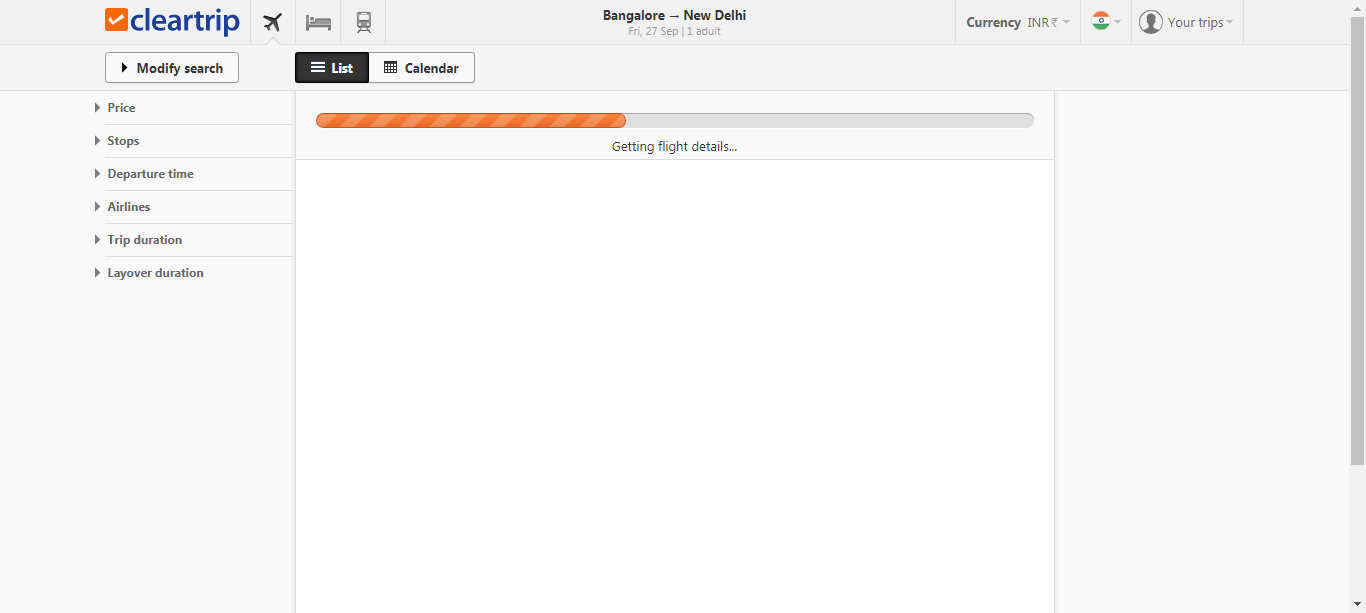 cleartrip
Bangalore → New Delhi
Fri, 27 Sep | 1 adult
Currency INR ₹
Your trips
Modify search
List
Calendar
Price
Stops
Departure time
Airlines
Trip duration
Layover duration
Getting flight details...